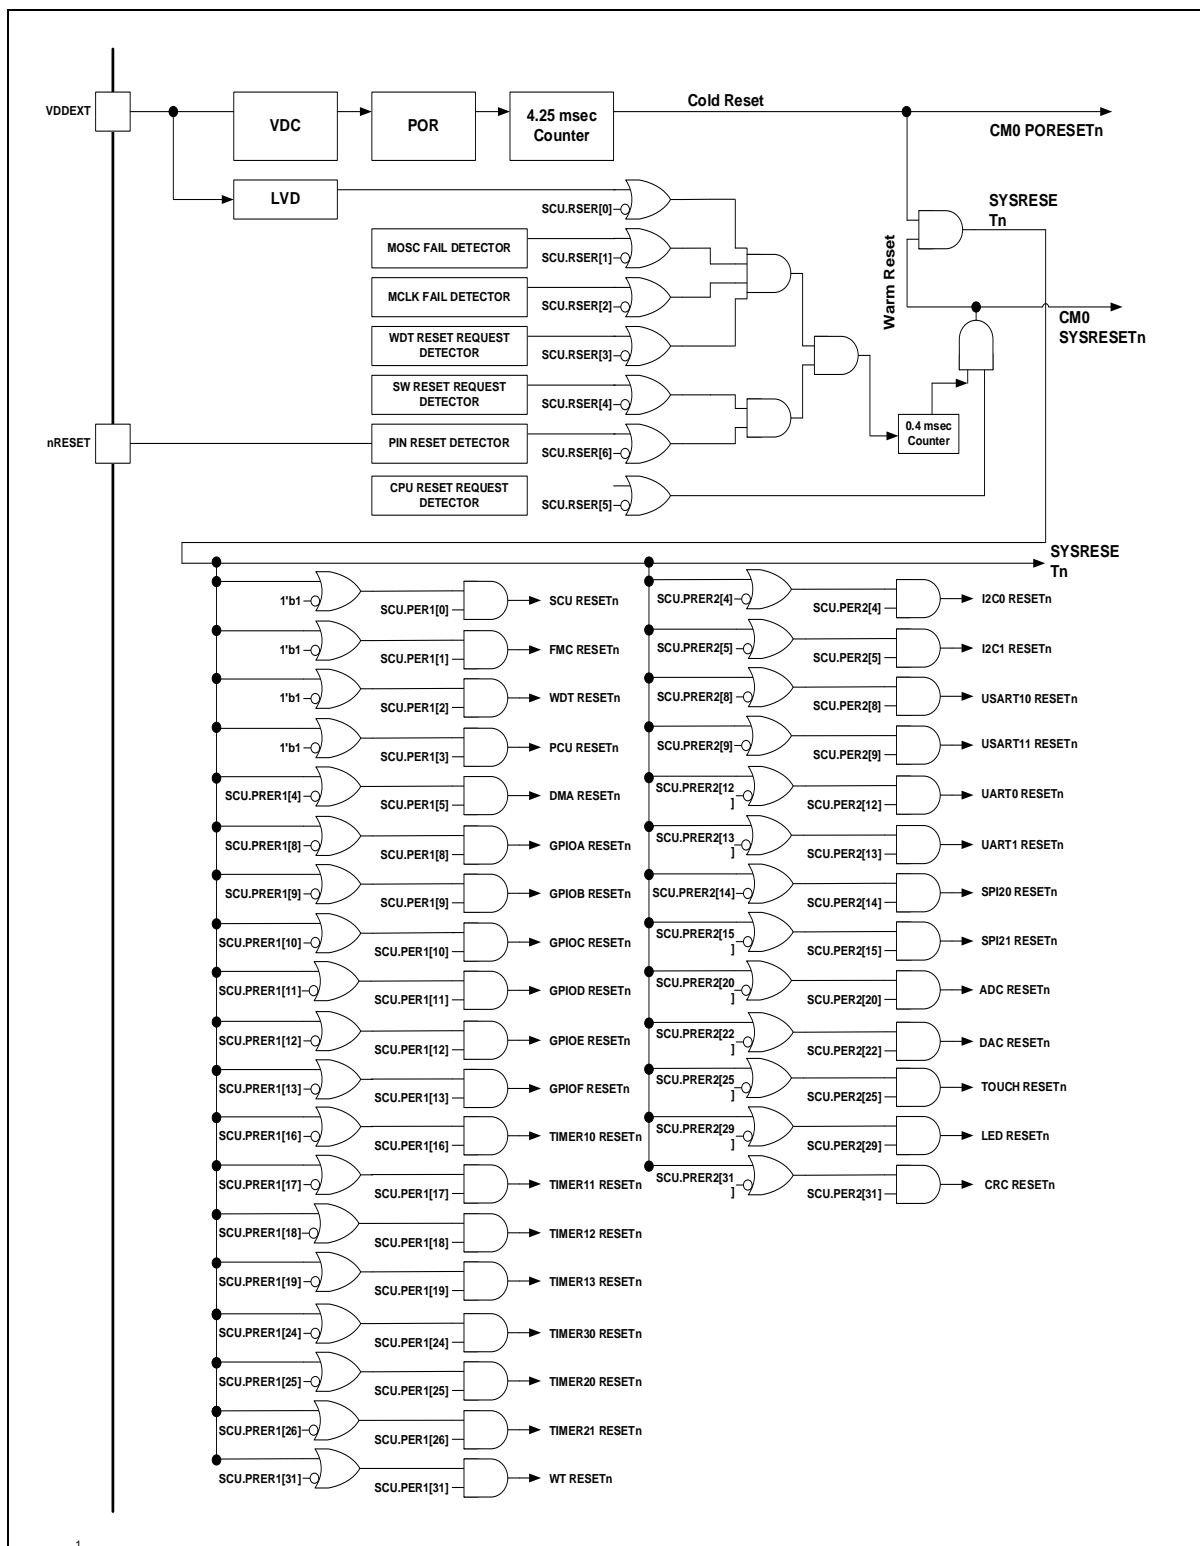 VDDEXT
VDC
POR
4.25 msec
Counter
Cold Reset
CM0 PORESETn
LVD
SCU.RSER[0]
SYSRESE
Tn
MOSC FAIL DETECTOR
SCU.RSER[1]
Warm Reset
MCLK FAIL DETECTOR
SCU.RSER[2]
CM0
SYSRESETn
WDT RESET REQUEST
DETECTOR
SCU.RSER[3]
SW RESET REQUEST
DETECTOR
SCU.RSER[4]
0.4 msec
Counter
nRESET
PIN RESET DETECTOR
SCU.RSER[6]
CPU RESET REQUEST
DETECTOR
SCU.RSER[5]
SYSRESE
Tn
1'b1
SCU.PER1[0]
SCU RESETn
1'b1
SCU.PER1[1]
FMC RESETn
1'b1
SCU.PER1[2]
WDT RESETn
1'b1
SCU.PER1[3]
PCU RESETn
SCU.PRER1[4]
SCU.PER1[5]
DMA RESETn
SCU.PRER1[8]
SCU.PER1[8]
GPIOA RESETn
SCU.PRER1[9]
SCU.PER1[9]
GPIOB RESETn
SCU.PRER1[10]
SCU.PER1[10]
GPIOC RESETn
SCU.PRER1[11]
SCU.PER1[11]
GPIOD RESETn
SCU.PRER1[12]
SCU.PER1[12]
GPIOE RESETn
SCU.PRER1[13]
SCU.PER1[13]
GPIOF RESETn
SCU.PRER1[16]
SCU.PER1[16]
TIMER10 RESETn
SCU.PRER1[17]
SCU.PER1[17]
TIMER11 RESETn
SCU.PRER1[18]
SCU.PER1[18]
TIMER12 RESETn
SCU.PRER1[19]
SCU.PER1[19]
TIMER13 RESETn
SCU.PRER1[24]
SCU.PER1[24]
TIMER30 RESETn
SCU.PRER1[25]
SCU.PER1[25]
TIMER20 RESETn
SCU.PRER1[26]
SCU.PER1[26]
TIMER21 RESETn
SCU.PRER1[31]
SCU.PER1[31]
WT RESETn
SCU.PRER2[4]
SCU.PER2[4]
I2C0 RESETn
SCU.PRER2[5]
SCU.PER2[5]
I2C1 RESETn
SCU.PRER2[8]
SCU.PER2[8]
USART10 RESETn
SCU.PRER2[9]
SCU.PER2[9]
USART11 RESETn
SCU.PRER2[12
]
SCU.PER2[12]
UART0 RESETn
SCU.PRER2[13
]
SCU.PER2[13]
UART1 RESETn
SCU.PRER2[14]
SCU.PER2[14]
SPI20 RESETn
SCU.PRER2[15
]
SCU.PER2[15]
SPI21 RESETn
SCU.PRER2[20
]
SCU.PER2[20]
ADC RESETn
SCU.PRER2[22
]
SCU.PER2[22]
DAC RESETn
SCU.PRER2[25
]
SCU.PER2[25]
TOUCH RESETn
SCU.PRER2[29
]
SCU.PER2[29]
LED RESETn
SCU.PRER2[31
]
SCU.PER2[31]
CRC RESETn
1